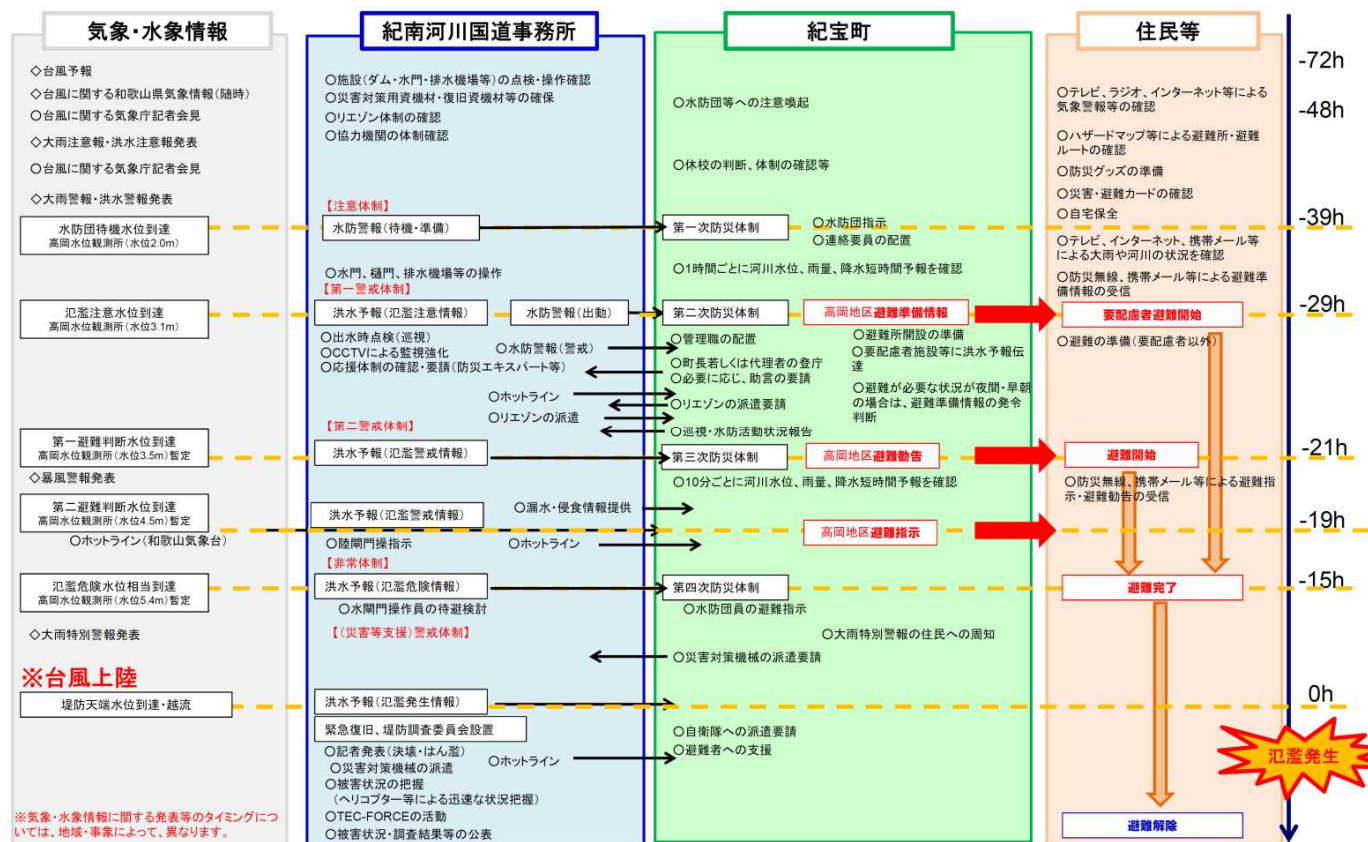 気象・水象情報
◇台風予報
◇台風に関する和歌山県気象情報(随時)
○台風に関する気象庁記者会見
◇大雨注意報・洪水注意報発表
○台風に関する気象庁記者会見
◇大雨警報・洪水警報発表
水防団待機水位到達
高岡水位観測所(水位2.0m)
氾濫注意水位到達
高岡水位観測所(水位3.1m)
第一避難判断水位到達
高岡水位観測所(水位3.5m)暫定
◇暴風警報発表
第二避難判断水位到達
高岡水位観測所(水位4.5m)暫定
○ホットライン(和歌山気象台)
氾濫危険水位相当到達
高岡水位観測所(水位5.4m)暫定
◇大雨特別警報発表
※台風上陸
堤防天端水位到達・越流
※気象・水象情報に関する発表等のタイミングにつ
いては、地域・事象によって、異なります。
紀南河川国道事務所
○施設(ダム・水門・排水機場等)の点検・操作確認
○災害対策用資機材・復旧資機材等の確保
○リエゾン体制の確認
○協力機関の体制確認
【注意体制】
水防警報(待機・準備)
○水門、樋門、排水機場等の操作
【第一警戒体制】
洪水予報(氾濫注意情報)
水防警報(出動)
○出水時点検(巡視)
○CCTVによる監視強化
○水防警報(警戒)
○応援体制の確認・要請(防災エキスパート等)
○ホットライン
○リエゾンの派遣
【第二警戒体制】
洪水予報(氾濫警戒情報)
洪水予報(氾濫警戒情報)
○漏水・侵食情報提供
○陸閘門操指示
○ホットライン
【非常体制】
洪水予報(氾濫危険情報)
○水閘門操作員の待避検討
【(災害等支援)警戒体制】
洪水予報(氾濫発生情報)
緊急復旧、堤防調査委員会設置
○記者発表(決壊・はん濫)
○災害対策機械の派遣
○ホットライン
○被害状況の把握
(ヘリコプター等による迅速な状況把握)
○TEC-FORCEの活動
○被害状況・調査結果等の公表
紀宝町
○水防団等への注意喚起
○休校の判断、体制の確認等
第一次防災体制
○水防団指示
○連絡要員の配置
○1時間ごとに河川水位、雨量、降水短時間予報を確認
第二次防災体制
高岡地区避難準備情報
○管理職の配置
○町長若しくは代理者の登庁
○必要に応じ、助言の要請
○リエゾンの派遣要請
○巡視・水防活動状況報告
○避難所開設の準備
○要配慮者施設等に洪水予報伝
達
○避難が必要な状況が夜間・早朝
の場合は、避難準備情報の発令
判断
第三次防災体制
高岡地区避難勧告
○10分ごとに河川水位、雨量、降水短時間予報を確認
高岡地区避難指示
第四次防災体制
○水防団員の避難指示
○大雨特別警報の住民への周知
○災害対策機械の派遣要請
○自衛隊への派遣要請
○避難者への支援
住民等
○テレビ、ラジオ、インターネット等による
気象警報等の確認
○ハザードマップ等による避難所・避難
ルートの確認
○防災グッズの準備
○災害・避難カードの確認
○自宅保全
○テレビ、インターネット、携帯メール等
による大雨や河川の状況を確認
○防災無線、携帯メール等による避難準
備情報の受信
要配慮者避難開始
○避難の準備(要配慮者以外)
避難開始
○防災無線、携帯メール等による避難指
示・避難勧告の受信
避難完了
避難解除
-72h
-48h
-39h
-29h
-21h
-19h
-15h
0h
氾濫発生